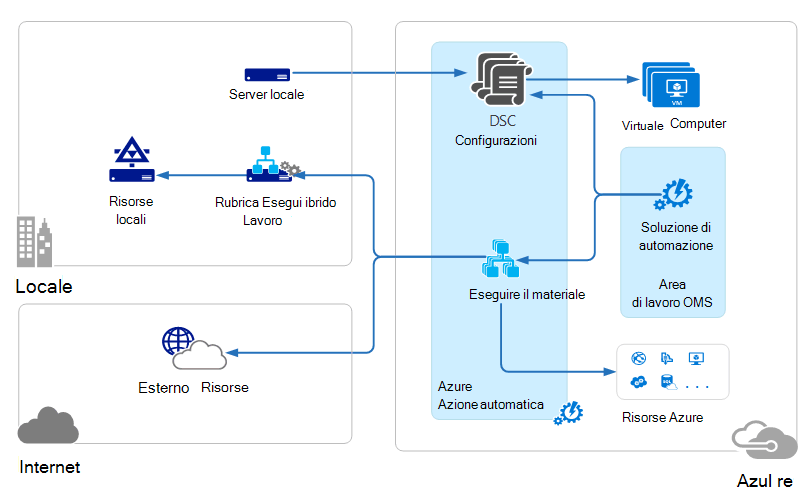 Server locale
DSC
Configurazioni
Virtuale Computer
VM
Risorse
locali
Rubrica Esegui ibrido
Lavoro
Soluzione di
automazione
Area
di lavoro OMS
Locale
Eseguire il materiale
Esterno Risorse
Azure
Azione automatica
SQL
. . .
Risorse Azure
Internet
Azul re